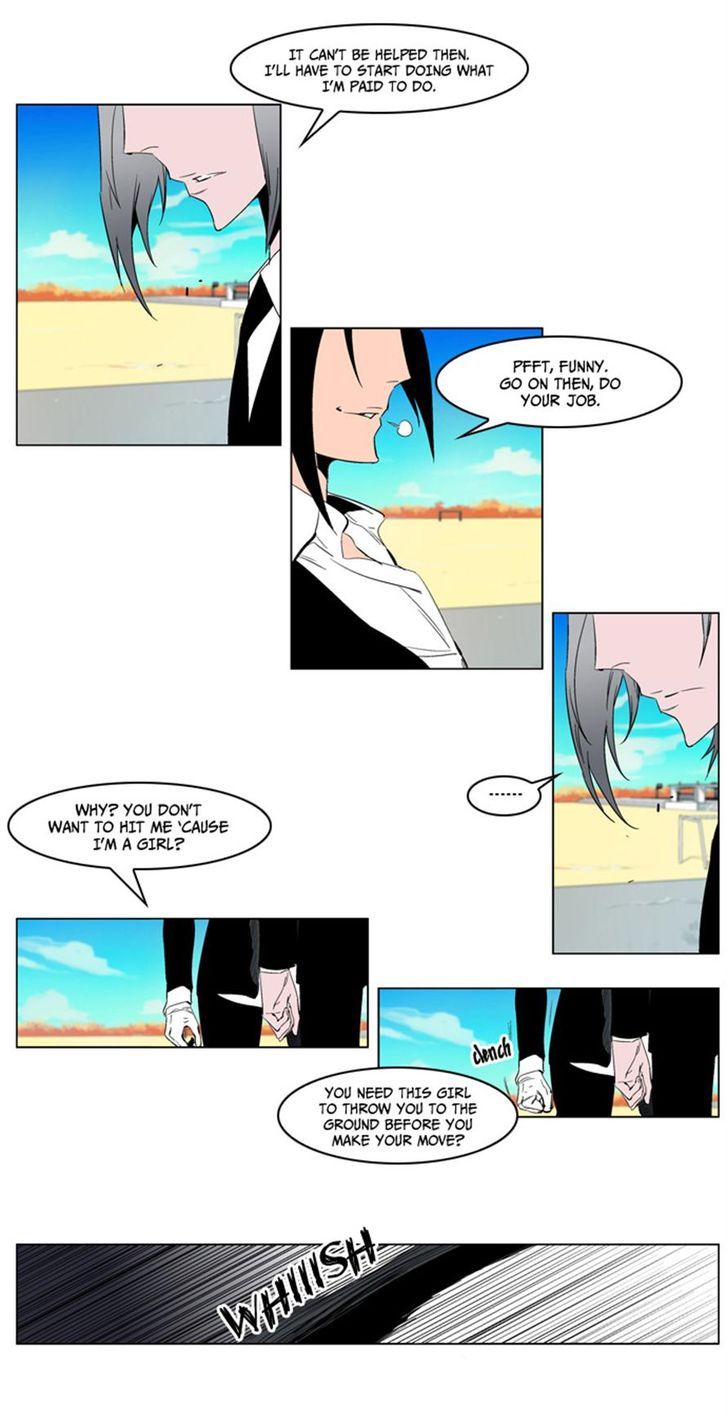 IT CAN'T BE HELPED THEN.
I'LL HAVE TO START DOING WHAT
I'M PAID TO DO.
PFFT, FUNNY.
GO ON THEN, DO
YOUR JOB.
------
WHY? YOU DON'T
WANT TO HIT ME 'CAUSE
I'M A GIRL?
clench
YOU NEED THIS GIRL
TO THROW YOU TO THE
GROUND BEFORE YOU
MAKE YOUR MOVE?
WHIIISH